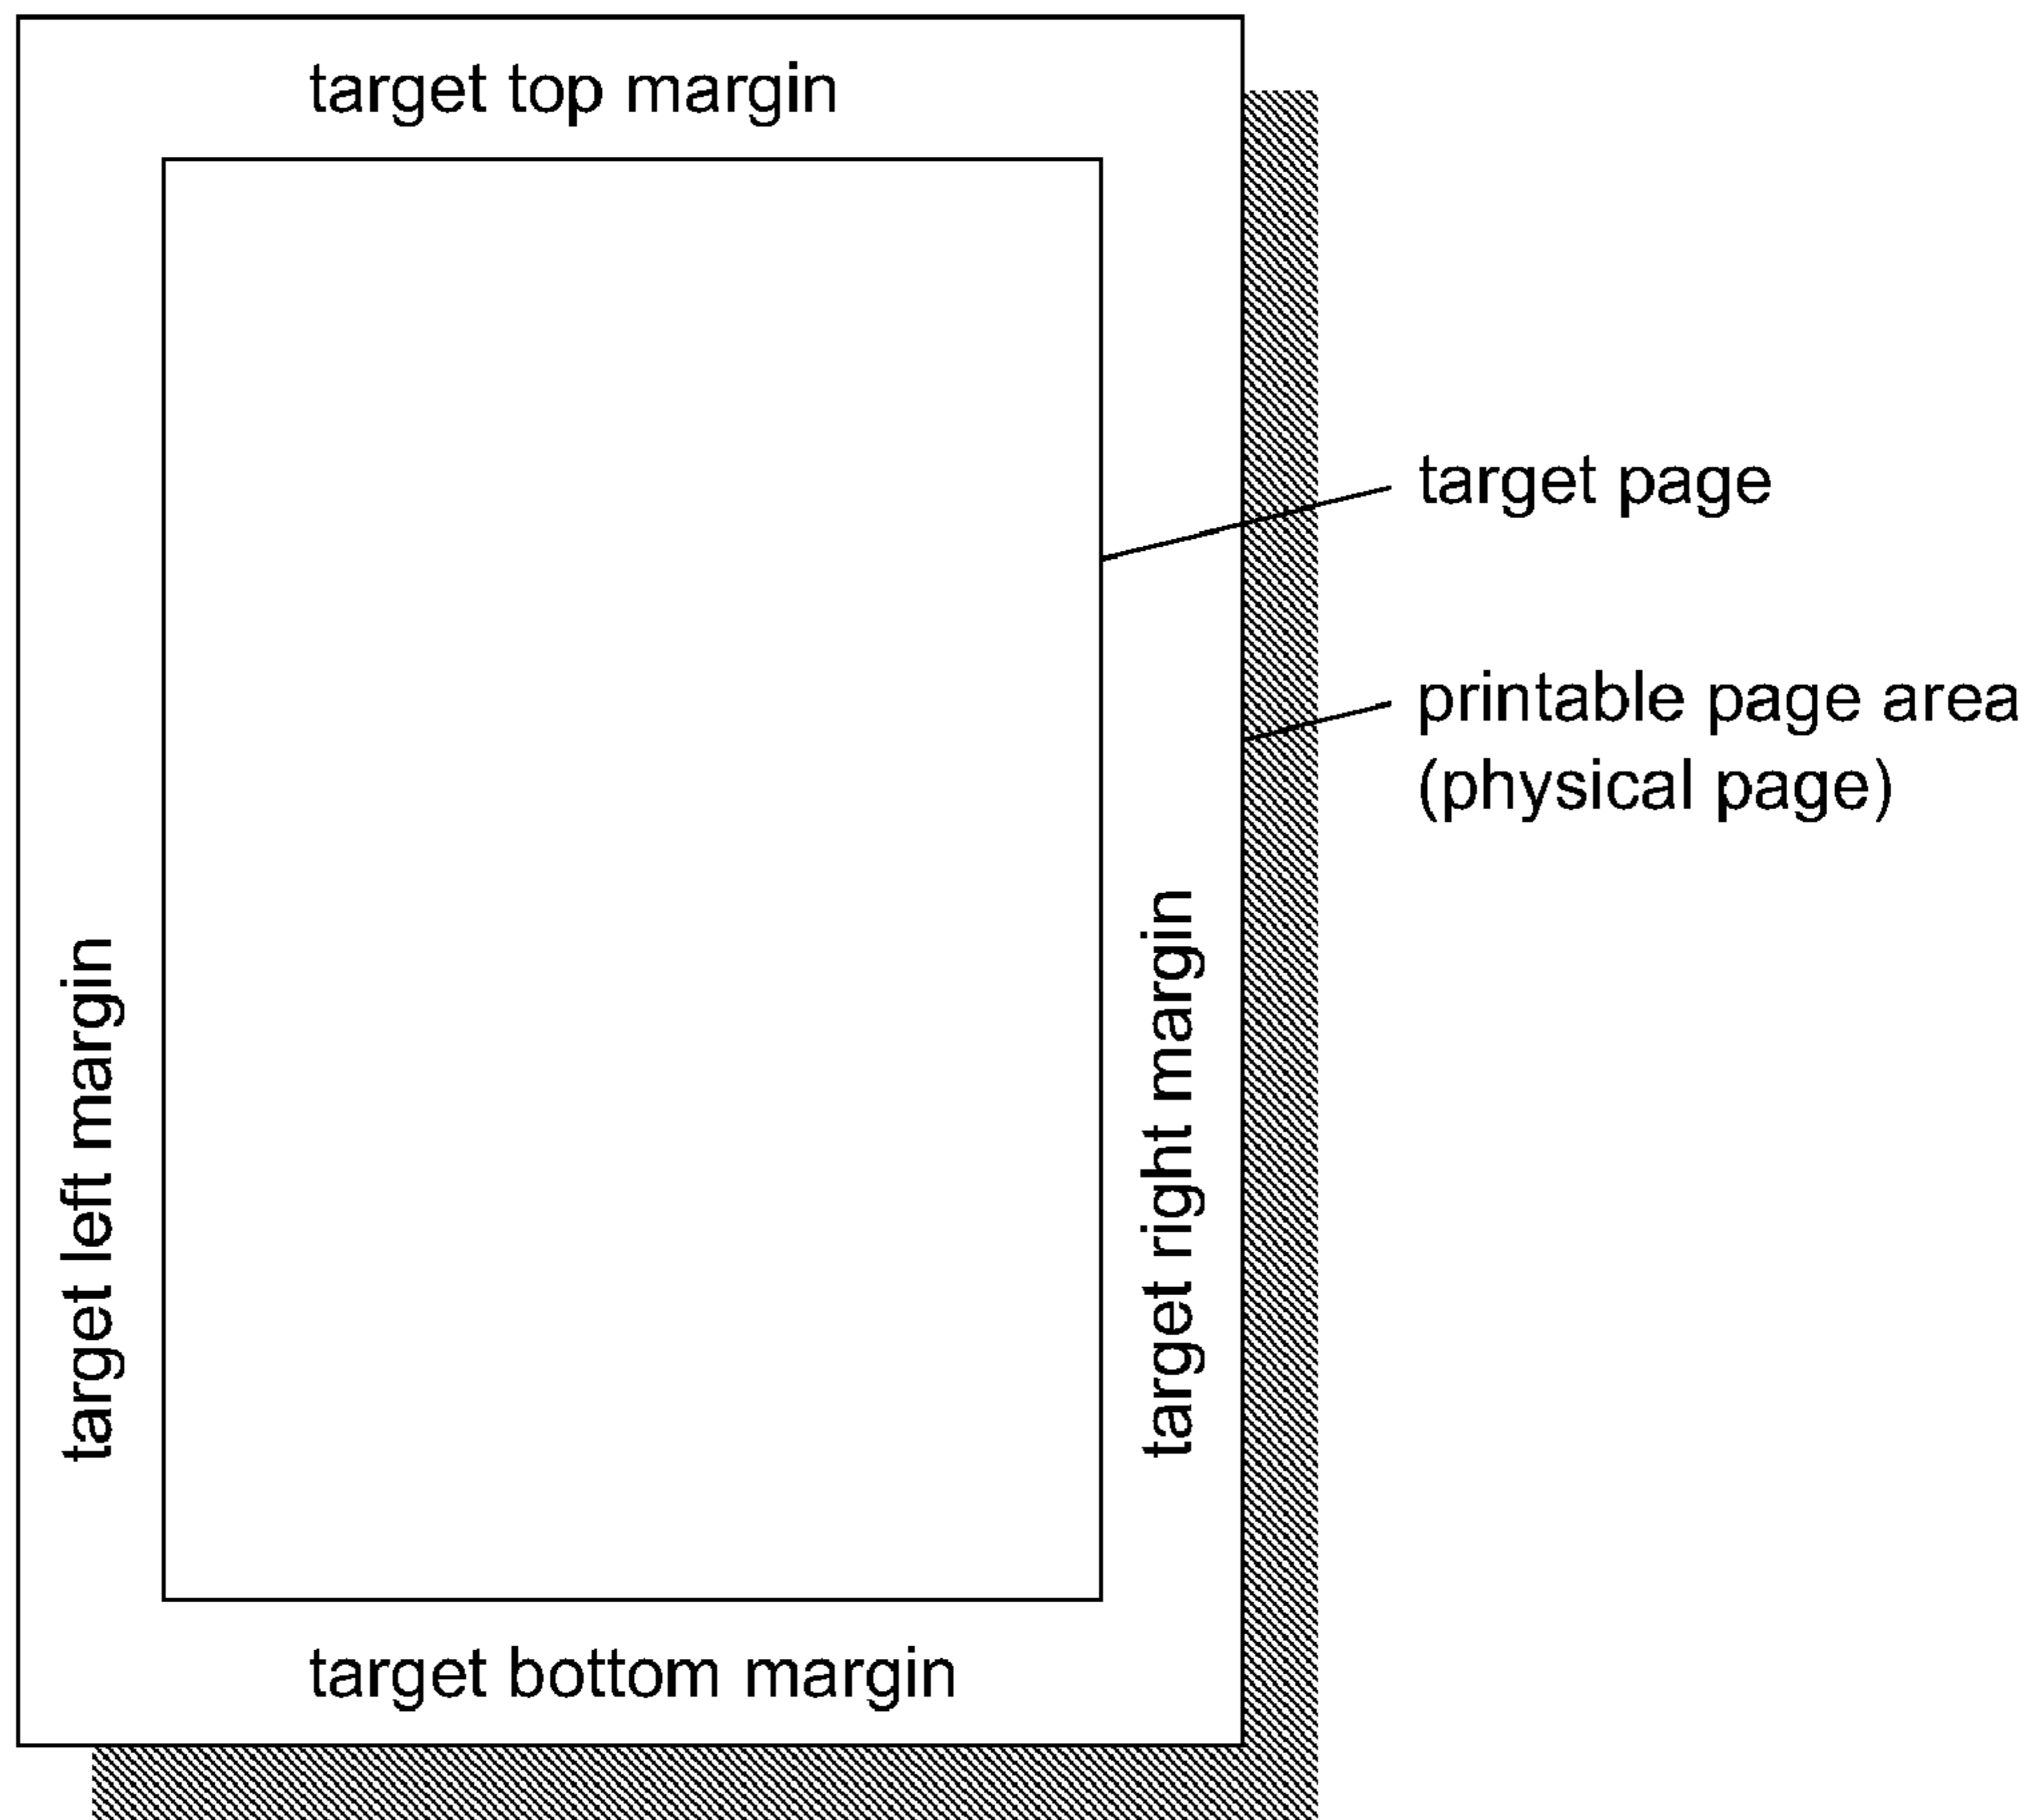 target top margin
target page
printable page area
(physical page)
target left margin
target right margin
target bottom margin